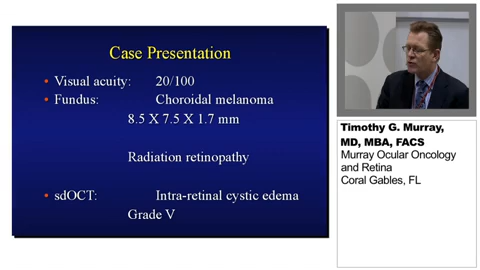 Case Presentation
• Visual acuity: 20/100
• Fundus: Choroidal melanoma
8.5 X 7.5 X 1.7 mm
Radiation retinopathy
• sdOCT: Intra-retinal cystic edema
Grade V
Timothy G. Murray,
MD, MBA, FACS
Murray Ocular Oncology
and Retina
Coral Gables, FL